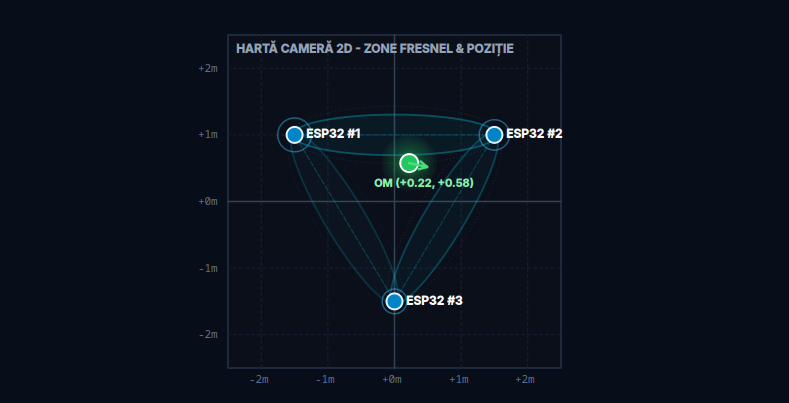 HARTĂ CAMERĂ 2D - ZONE FRESNEL & POZIȚIE
+2m
+1m
ESP32 #1
ESP32 #2
OM (+0.22, +0.58)
+0m
-1m
ESP32 #3
-2m
-2m
-1m
+0m
+1m
+2m